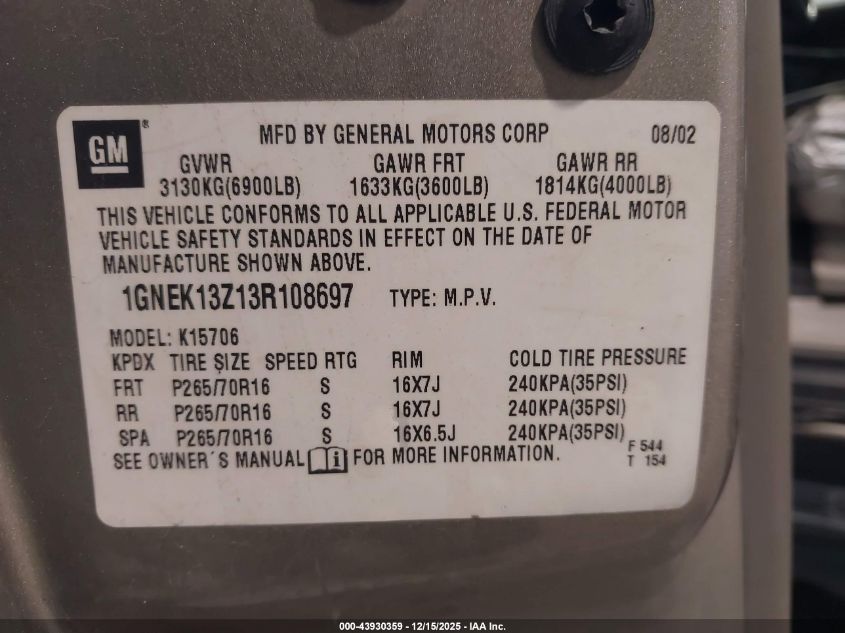 GM®
MFD BY GENERAL MOTORS CORP 08/02
GVWR GAWR FRT GAWR RR
3130KG(6900LB) 1633KG(3600LB) 1814KG(4000LB)
THIS VEHICLE CONFORMS TO ALL APPLICABLE U.S. FEDERAL MOTOR
VEHICLE SAFETY STANDARDS IN EFFECT ON THE DATE OF
MANUFACTURE SHOWN ABOVE.
1GNEK13Z13R108697 TYPE: M.P.V.
MODEL: K15706
KPDX TIRE SIZE SPEED RTG RIM COLD TIRE PRESSURE
FRT P265/70R16 S 16X7J 240KPA(35PSI)
RR P265/70R16 S 16X7J 240KPA(35PSI)
SPA P265/70R16 S 16X6.5J 240KPA(35PSI)
SEE OWNER´S MANUAL i FOR MORE INFORMATION.
F 544
T 154
000-43930359 - 12/15/2025 - IAA Inc.